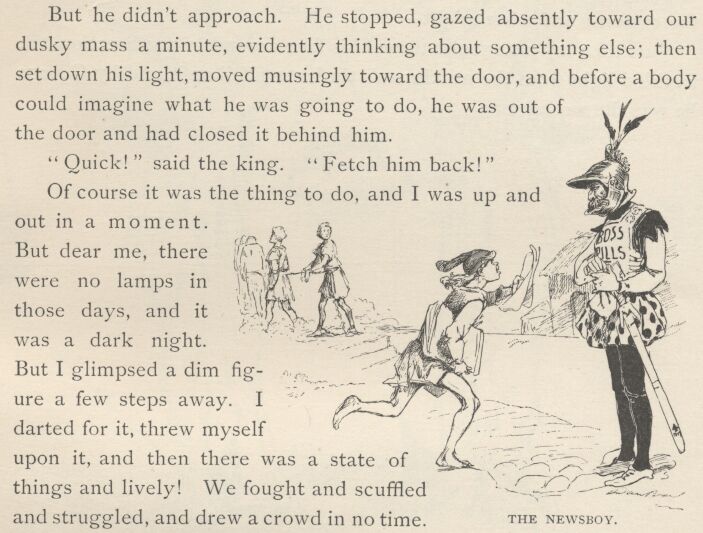 But he didn't approach. He stopped, gazed absently toward our
dusky mass a minute, evidently thinking about something else; then
set down his light, moved musingly toward the door, and before a body
could imagine what he was going to do, he was out of
the door and had closed it behind him.
"Quick!" said the king. "Fetch him back!"
Of course it was the thing to do, and I was up and
out in a moment.
But dear me, there
were no lamps in
those days, and it
was a dark night.
But I glimpsed a dim fig-
ure a few steps away. I
darted for it, threw myself
upon it, and then there was a state of
things and lively! We fought and scuffled
and struggled, and drew a crowd in no time.
BOSS
PILLS
THE NEWSBOY.